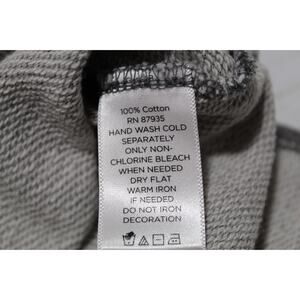 100% Cotton
RN 87935
HAND WASH COLD
SEPARATELY
ONLY NON-
CHLORINE BLEACH
WHEN NEEDED
DRY FLAT
WARM IRON
IF NEEDED
DO NOT IRON
DECORATION